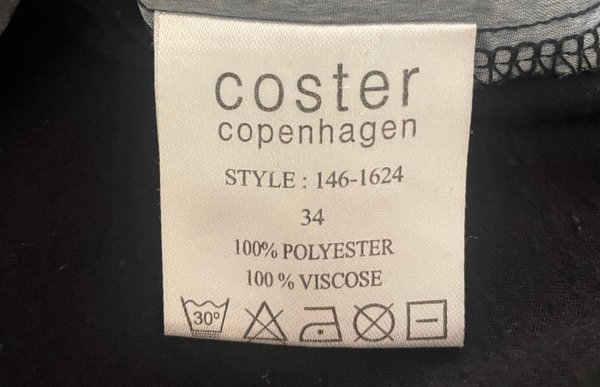 coster
copenhagen
STYLE : 146-1624
34
100% POLYESTER
100 % VISCOSE
30°